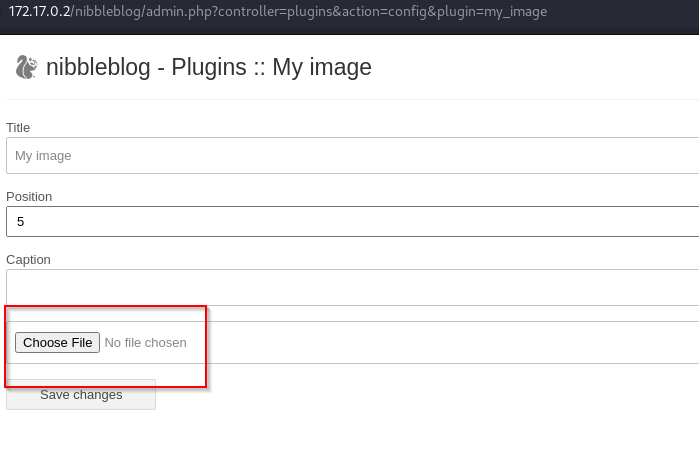 172.17.0.2/nibbleblog/admin.php?controller=plugins&action=config&plugin=my_image
nibbleblog - Plugins :: My image
Title
My image
Position
5
Caption
Choose File No file chosen
Save changes